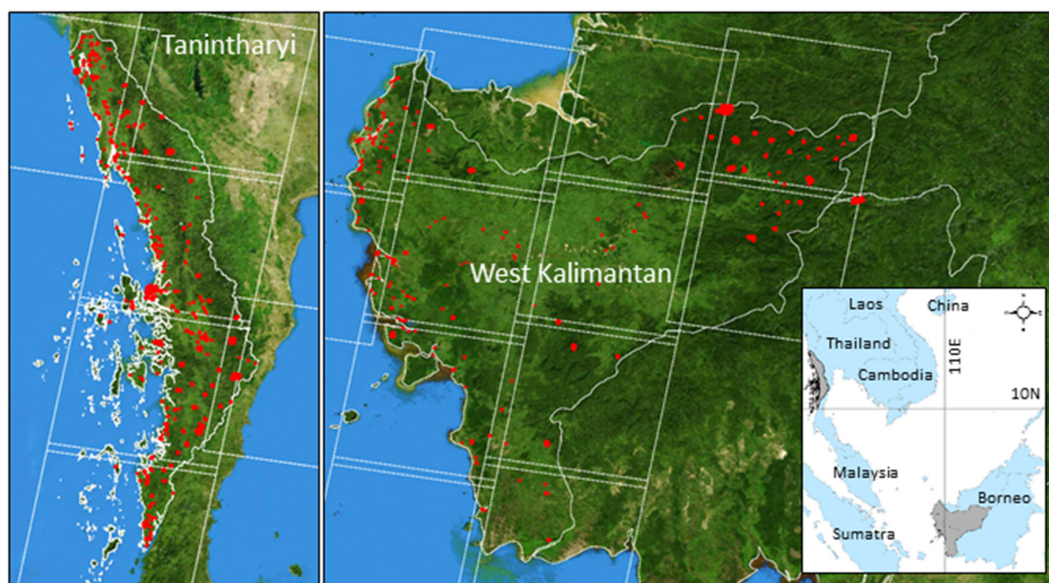 Tanintharyi
West Kalimantan
Laos
China
Thailand
Cambodia
110E
10N
Malaysia
Borneo
Sumatra